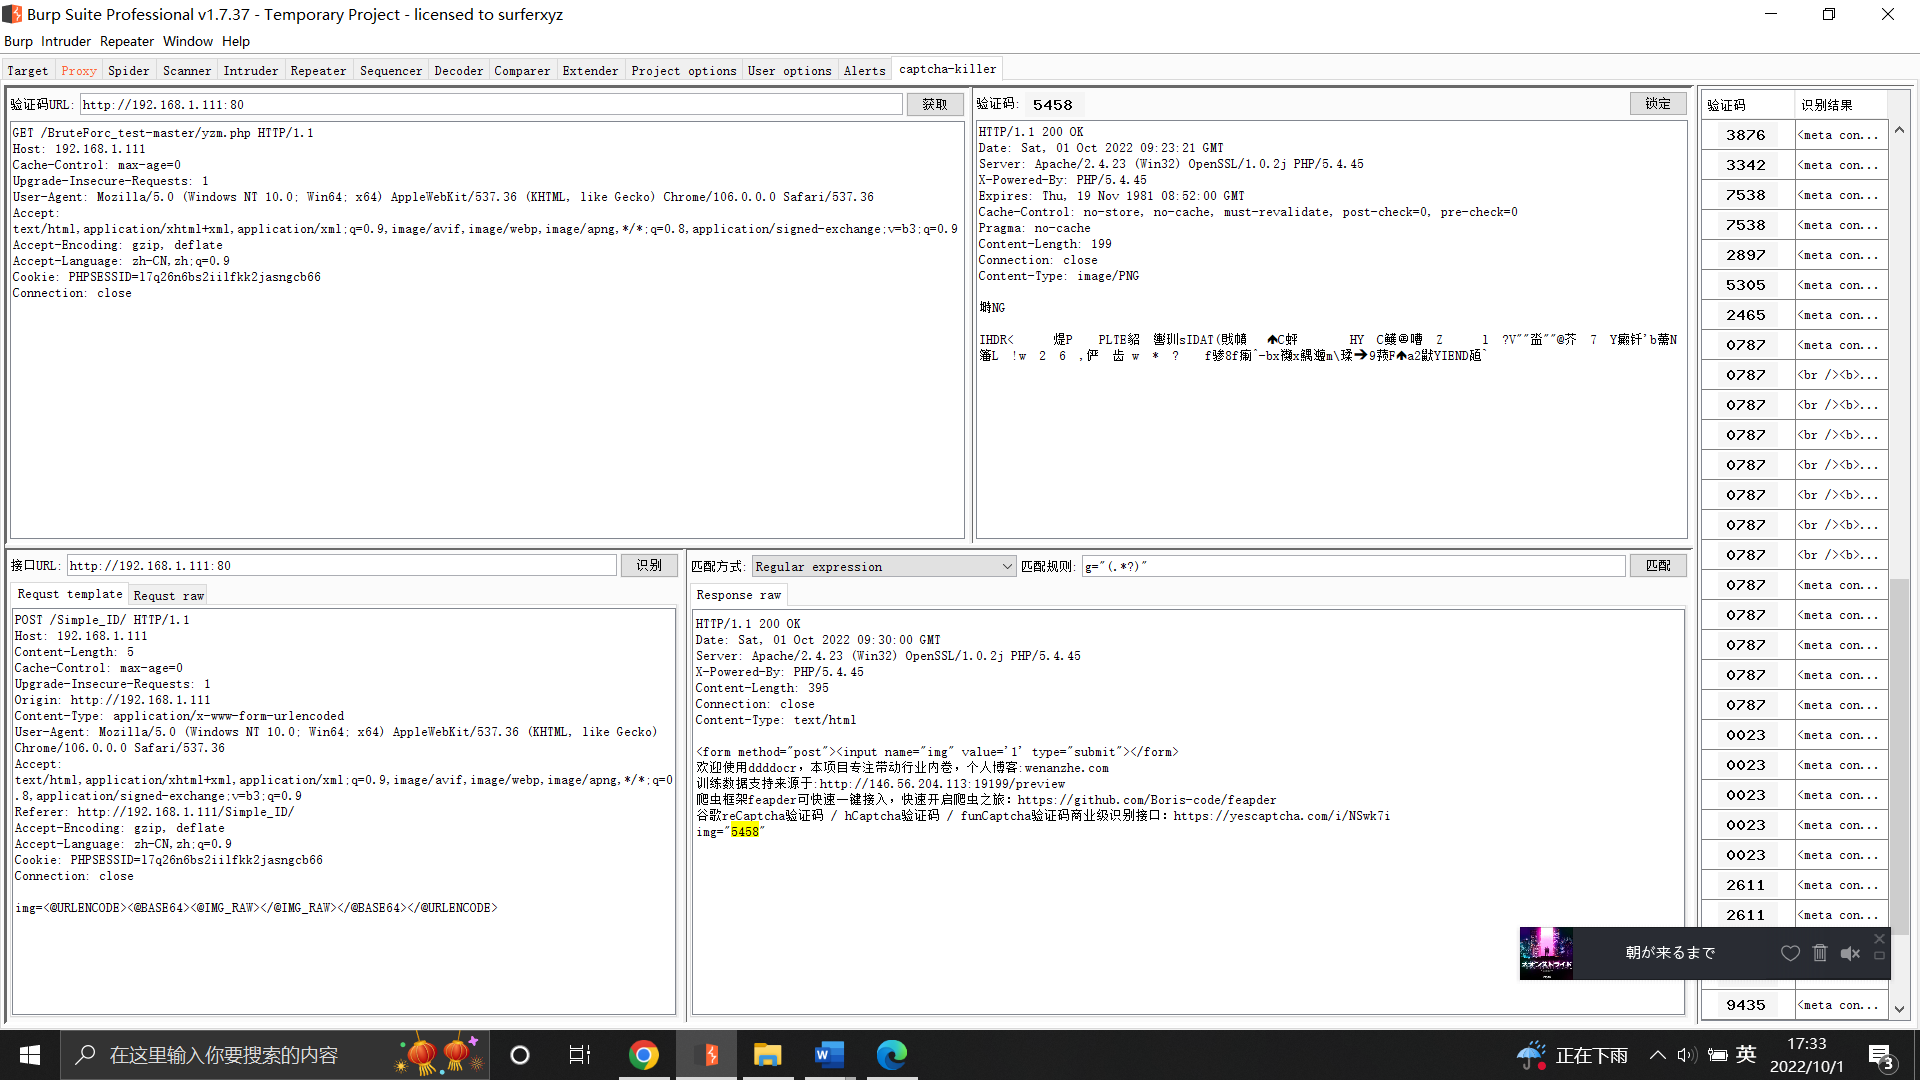 Burp Suite Professional v1.7.37 - Temporary Project - licensed to surferxyz
Burp Intruder Repeater Window Help
Target Proxy Spider Scanner Intruder Repeater Sequencer Decoder Comparer Extender Project options User options Alerts captcha-killer
验证码URL: http://192.168.1.111:80 获取
GET /BruteForc_test-master/yzm.php HTTP/1.1
Host: 192.168.1.111
Cache-Control: max-age=0
Upgrade-Insecure-Requests: 1
User-Agent: Mozilla/5.0 (Windows NT 10.0; Win64; x64) AppleWebKit/537.36 (KHTML, like Gecko) Chrome/106.0.0.0 Safari/537.36
Accept:
text/html,application/xhtml+xml,application/xml;q=0.9,image/avif,image/webp,image/apng,*/*;q=0.8,application/signed-exchange;v=b3;q=0.9
Accept-Encoding: gzip, deflate
Accept-Language: zh-CN,zh;q=0.9
Cookie: PHPSESSID=l7q26n6bs2iilfkk2jasngcb66
Connection: close
验证码: 5458 锁定
HTTP/1.1 200 OK
Date: Sat, 01 Oct 2022 09:23:21 GMT
Server: Apache/2.4.23 (Win32) OpenSSL/1.0.2j PHP/5.4.45
X-Powered-By: PHP/5.4.45
Expires: Thu, 19 Nov 1981 08:52:00 GMT
Cache-Control: no-store, no-cache, must-revalidate, post-check=0, pre-check=0
Pragma: no-cache
Content-Length: 199
Connection: close
Content-Type: image/PNG
塒NG
IHDR< PLTE sIDAT
YIEND
接口URL: http://192.168.1.111:80 识别
Requst template Requst raw
POST /Simple_ID/ HTTP/1.1
Host: 192.168.1.111
Content-Length: 5
Cache-Control: max-age=0
Upgrade-Insecure-Requests: 1
Origin: http://192.168.1.111
Content-Type: application/x-www-form-urlencoded
User-Agent: Mozilla/5.0 (Windows NT 10.0; Win64; x64) AppleWebKit/537.36 (KHTML, like Gecko)
Chrome/106.0.0.0 Safari/537.36
Accept:
text/html,application/xhtml+xml,application/xml;q=0.9,image/avif,image/webp,image/apng,*/*;q=0
.8,application/signed-exchange;v=b3;q=0.9
Referer: http://192.168.1.111/Simple_ID/
Accept-Encoding: gzip, deflate
Accept-Language: zh-CN,zh;q=0.9
Cookie: PHPSESSID=l7q26n6bs2iilfkk2jasngcb66
Connection: close
img=<@URLENCODE><@BASE64><@IMG_RAW></@IMG_RAW></@BASE64></@URLENCODE>
匹配方式: Regular expression 匹配规则: g="(.*?)" 匹配
Response raw
HTTP/1.1 200 OK
Date: Sat, 01 Oct 2022 09:30:00 GMT
Server: Apache/2.4.23 (Win32) OpenSSL/1.0.2j PHP/5.4.45
X-Powered-By: PHP/5.4.45
Content-Length: 395
Connection: close
Content-Type: text/html
<form method="post"><input name="img" value='1' type="submit"></form>
欢迎使用ddddocr，本项目专注带动行业内卷，个人博客:wenanzhe.com
训练数据支持来源于:http://146.56.204.113:19199/preview
爬虫框架feapder可快速一键接入，快速开启爬虫之旅：https://github.com/Boris-code/feapder
谷歌reCaptcha验证码 / hCaptcha验证码 / funCaptcha验证码商业级识别接口：https://yescaptcha.com/i/NSwk7i
img="5458"
验证码 识别结果
3876 <meta con...
3342 <meta con...
7538 <meta con...
7538 <meta con...
2897 <meta con...
5305 <meta con...
2465 <meta con...
0787 <meta con...
0787 <br /><b>...
0787 <br /><b>...
0787 <br /><b>...
0787 <br /><b>...
0787 <br /><b>...
0787 <br /><b>...
0787 <br /><b>...
0787 <meta con...
0787 <meta con...
0787 <meta con...
0787 <meta con...
0787 <meta con...
0023 <meta con...
0023 <meta con...
0023 <meta con...
0023 <meta con...
0023 <meta con...
2611 <meta con...
2611 <meta con...
朝が来るまで
9435 <meta con...
在这里输入你要搜索的内容
正在下雨
英
17:33
2022/10/1
3